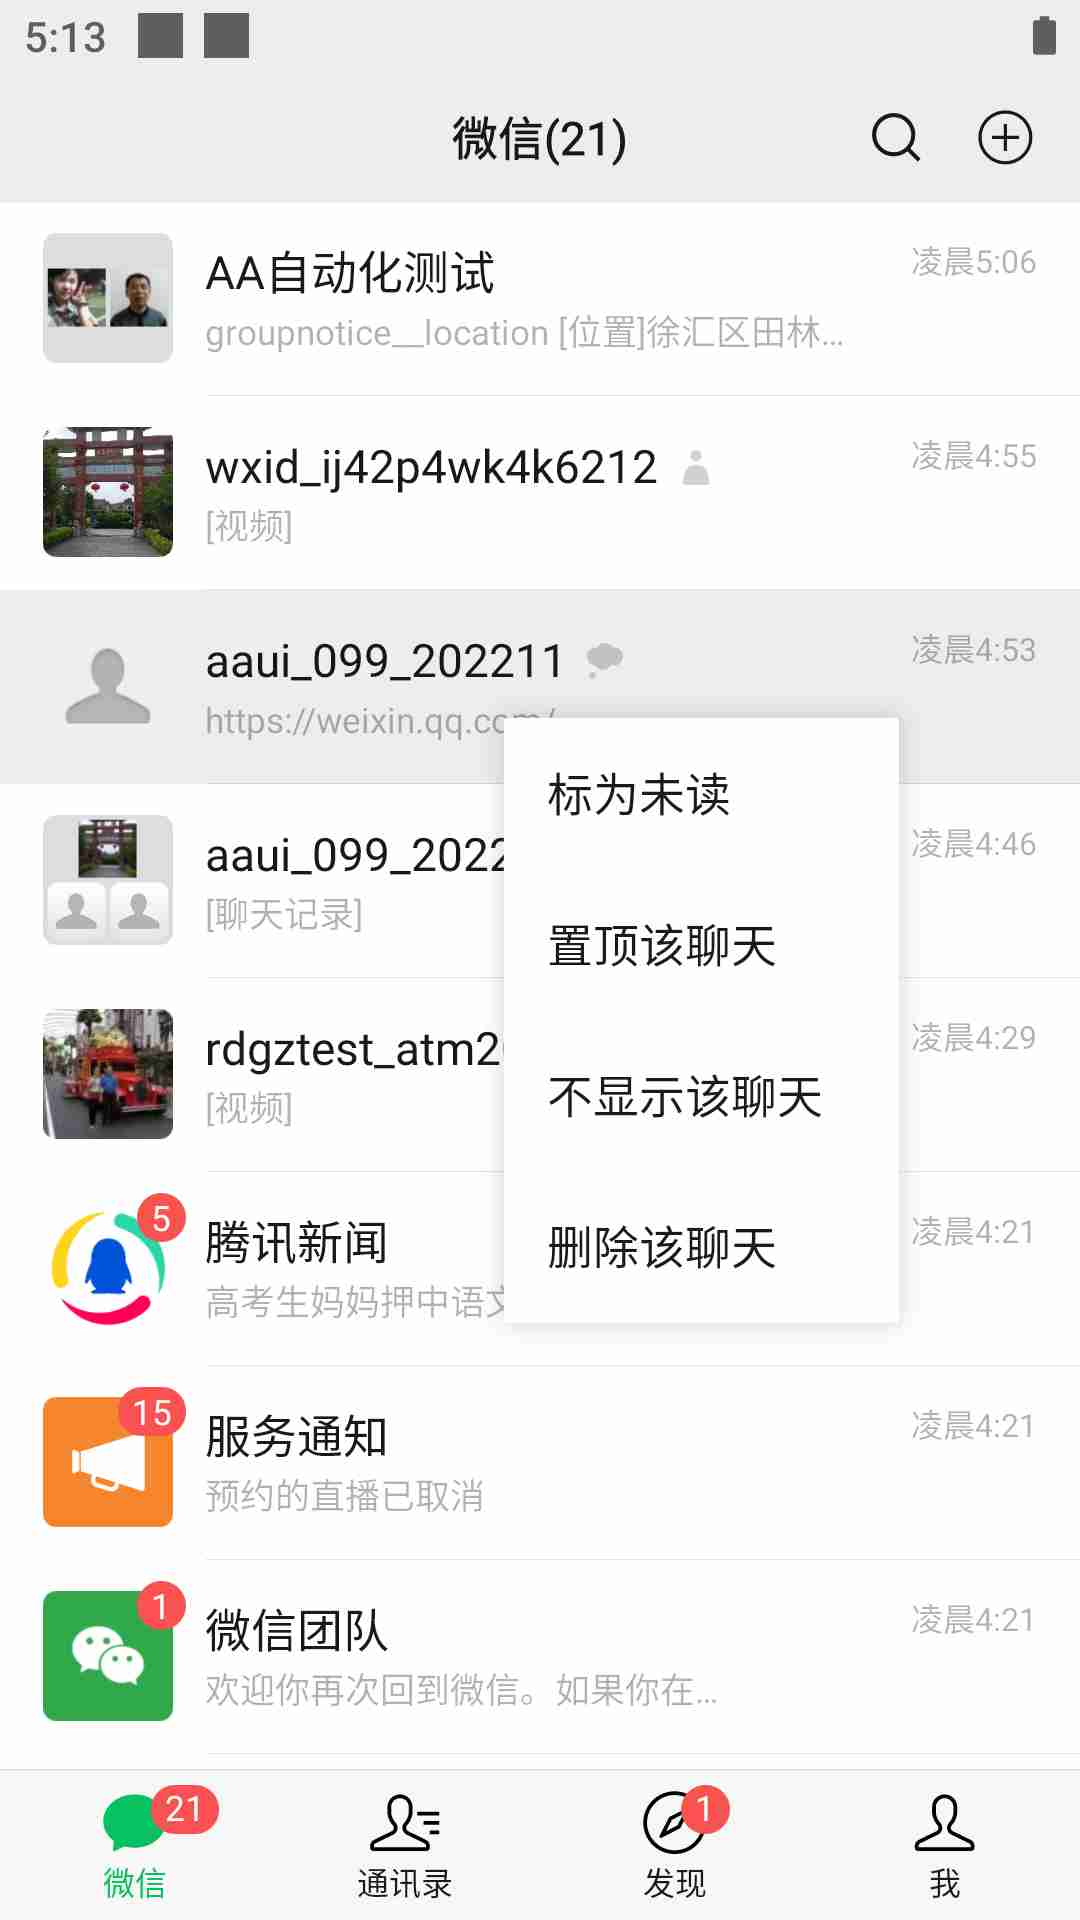 5:13
微信(21)
AA自动化测试
凌晨5:06
groupnotice__location [位置]徐汇区田林...
wxid_ij42p4wk4k6212
凌晨4:55
[视频]
aaui_099_202211
凌晨4:53
https://weixin.qq.com/
标为未读
aaui_099_2022
凌晨4:46
[聊天记录]
置顶该聊天
rdgztest_atm2
凌晨4:29
不显示该聊天
[视频]
5
腾讯新闻
凌晨4:21
删除该聊天
高考生妈妈押中语文
15
服务通知
凌晨4:21
预约的直播已取消
1
微信团队
凌晨4:21
欢迎你再次回到微信。如果你在...
21
1
微信
通讯录
发现
我